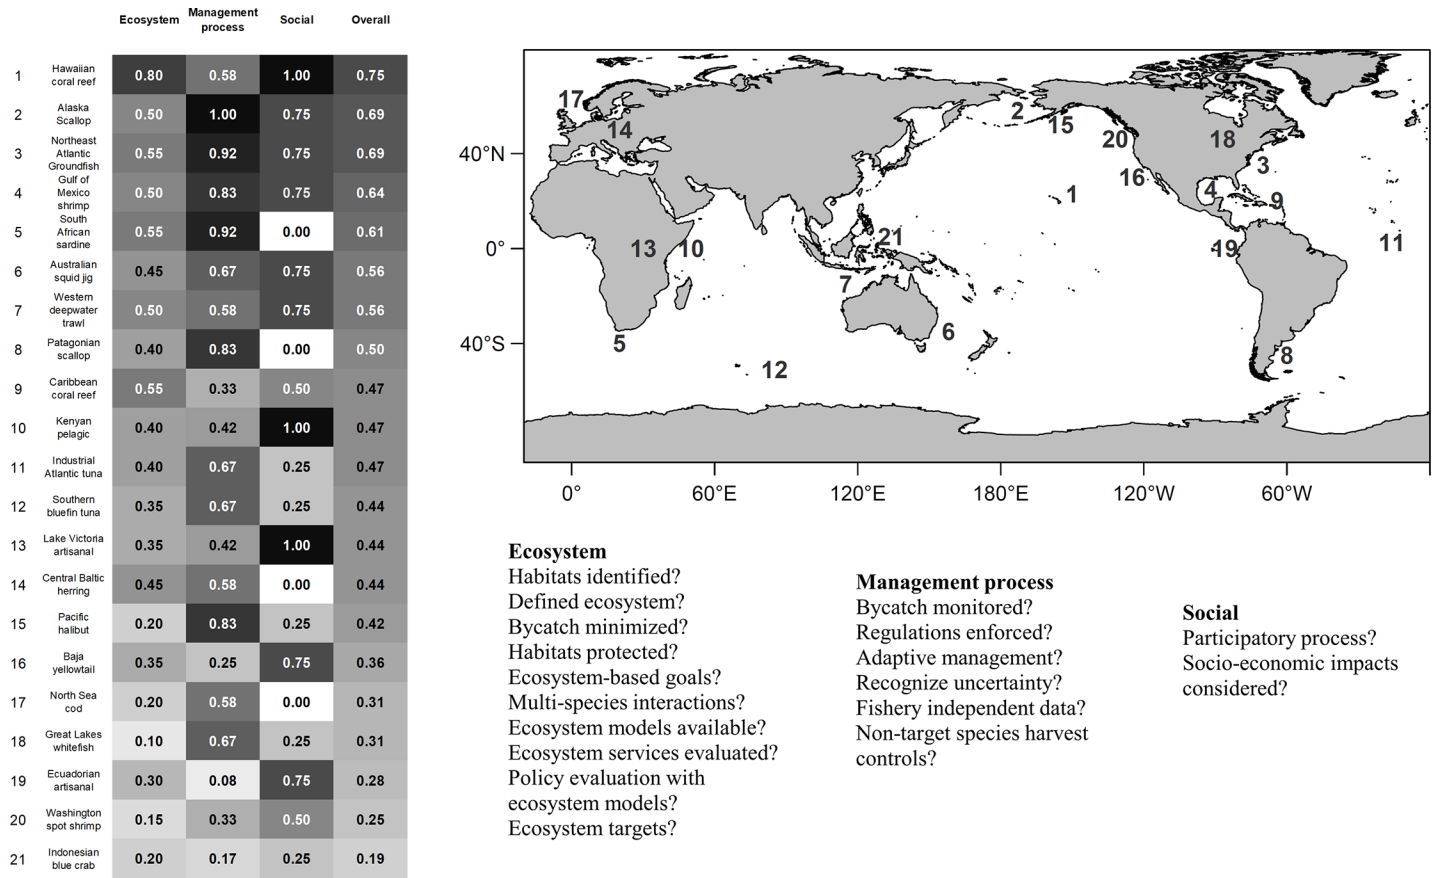 Ecosystem
Management
process
Social
Overall
1
Hawaiian
coral reef
0.80
0.58
1.00
0.75
2
Alaska
Scallop
0.50
1.00
0.75
0.69
3
Northeast
Atlantic
Groundfish
0.55
0.92
0.75
0.69
4
Gulf of
Mexico
shrimp
0.50
0.83
0.75
0.64
5
South
African
sardine
0.55
0.92
0.00
0.61
6
Australian
squid jig
0.45
0.67
0.75
0.56
7
Western
deepwater
trawl
0.50
0.58
0.75
0.56
8
Patagonian
scallop
0.40
0.83
0.00
0.50
9
Caribbean
coral reef
0.55
0.33
0.50
0.47
10
Kenyan
pelagic
0.40
0.42
1.00
0.47
11
Industrial
Atlantic tuna
0.40
0.67
0.25
0.47
12
Southern
bluefin tuna
0.35
0.67
0.25
0.44
13
Lake Victoria
artisanal
0.35
0.42
1.00
0.44
14
Central Baltic
herring
0.45
0.58
0.00
0.44
15
Pacific
halibut
0.20
0.83
0.25
0.42
16
Baja
yellowtail
0.35
0.25
0.75
0.36
17
North Sea
cod
0.20
0.58
0.00
0.31
18
Great Lakes
whitefish
0.10
0.67
0.25
0.31
19
Ecuadorian
artisanal
0.30
0.08
0.75
0.28
20
Washington
spot shrimp
0.15
0.33
0.50
0.25
21
Indonesian
blue crab
0.20
0.17
0.25
0.19
40°N
0°
40°S
17
14
2
15
20
18
3
16
1
4
9
13
10
21
19
11
7
5
6
12
8
0°
60°E
120°E
180°E
120°W
60°W
Ecosystem
Habitats identified?
Defined ecosystem?
Bycatch minimized?
Habitats protected?
Ecosystem-based goals?
Multi-species interactions?
Ecosystem models available?
Ecosystem services evaluated?
Policy evaluation with
ecosystem models?
Ecosystem targets?
Management process
Bycatch monitored?
Regulations enforced?
Adaptive management?
Recognize uncertainty?
Fishery independent data?
Non-target species harvest
controls?
Social
Participatory process?
Socio-economic impacts
considered?